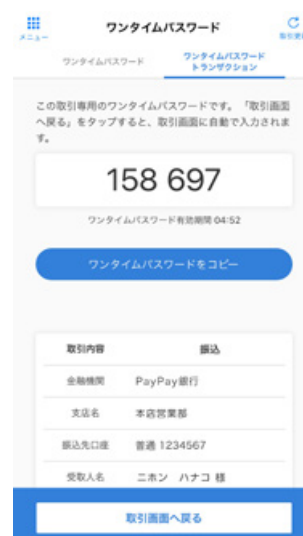 ワンタイムパスワード
メニュー
ワンタイムパスワード
ワンタイムパスワード
トランザクション
この取引専用のワンタイムパスワードです。「取引画面
へ戻る」をタップすると、取引画面に自動で入力されま
す。
158 697
ワンタイムパスワード有効期間 04:52
ワンタイムパスワードをコピー
取引内容 振込
金融機関 PayPay銀行
支店名 本店営業部
振込先口座 普通 1234567
受取人名 ニホン ハナコ 様
取引画面へ戻る